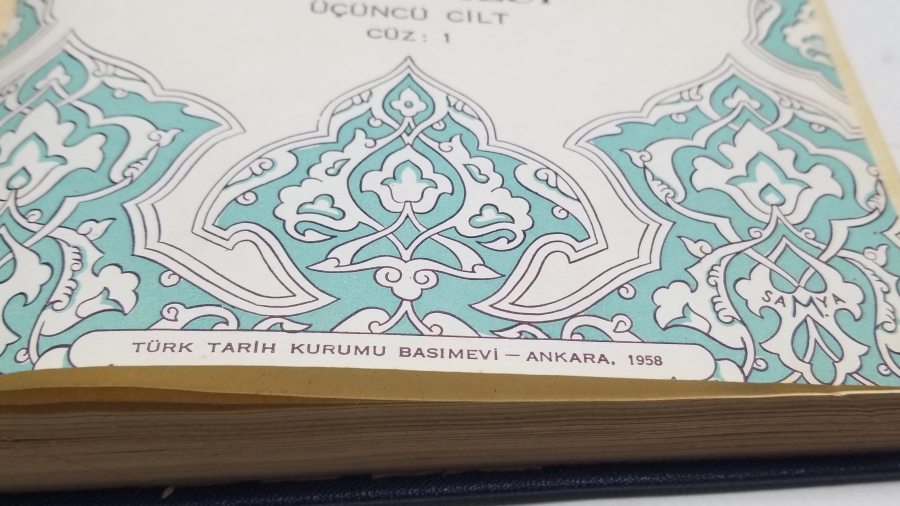 ÜÇÜNCÜ CİLT
CÜZ: 1
SAMYA
TÜRK TARİH KURUMU BASIMEVİ — ANKARA, 1958